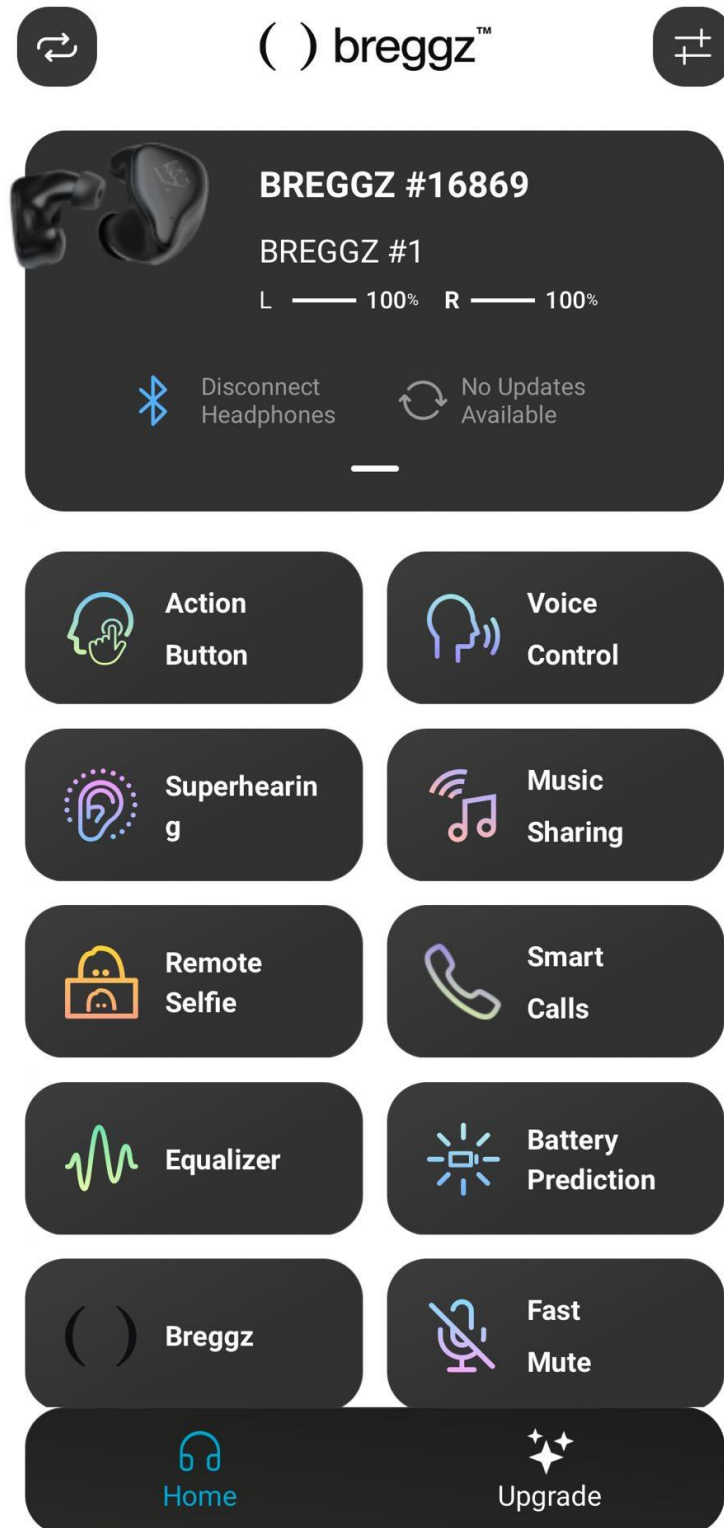 ( ) breggz™
BREGGZ #16869
BREGGZ #1
L 100% R 100%
Disconnect
Headphones
No Updates
Available
Action
Button
Voice
Control
Superhearin
g
Music
Sharing
Remote
Selfie
Smart
Calls
Equalizer
Battery
Prediction
( ) Breggz
Fast
Mute
Home
Upgrade